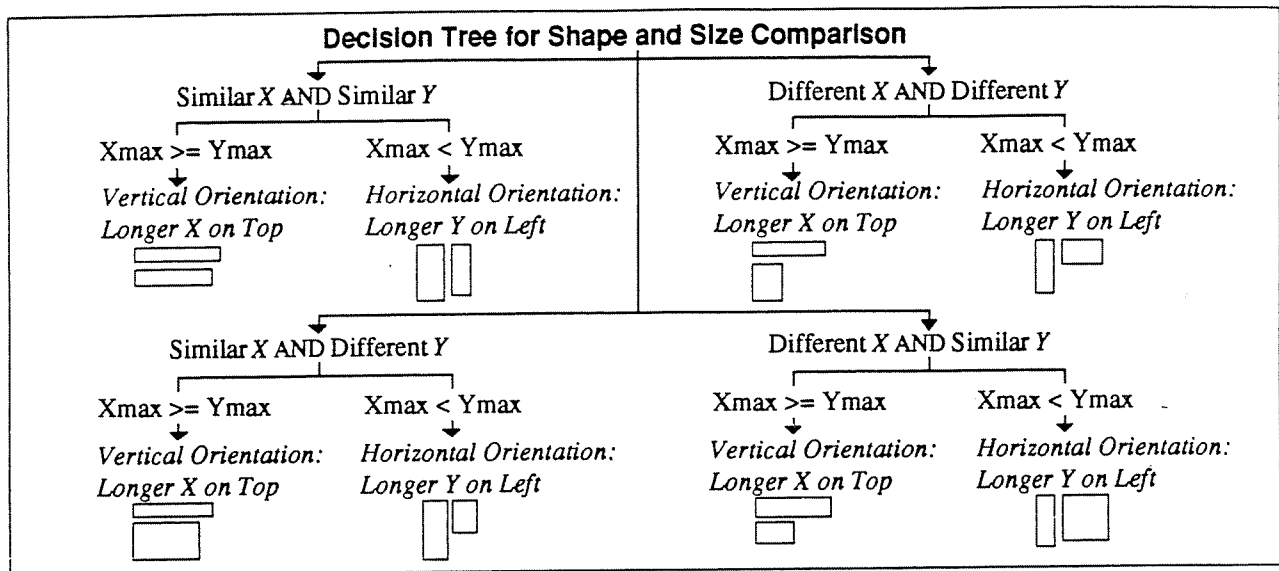 Decision Tree for Shape and Size Comparison
Similar X AND Similar Y
Xmax >= Ymax
Vertical Orientation:
Longer X on Top
Xmax < Ymax
Horizontal Orientation:
Longer Y on Left
Different X AND Different Y
Xmax >= Ymax
Vertical Orientation:
Longer X on Top
Xmax < Ymax
Horizontal Orientation:
Longer Y on Left
Similar X AND Different Y
Xmax >= Ymax
Vertical Orientation:
Longer X on Top
Xmax < Ymax
Horizontal Orientation:
Longer Y on Left
Different X AND Similar Y
Xmax >= Ymax
Vertical Orientation:
Longer X on Top
Xmax < Ymax
Horizontal Orientation:
Longer Y on Left